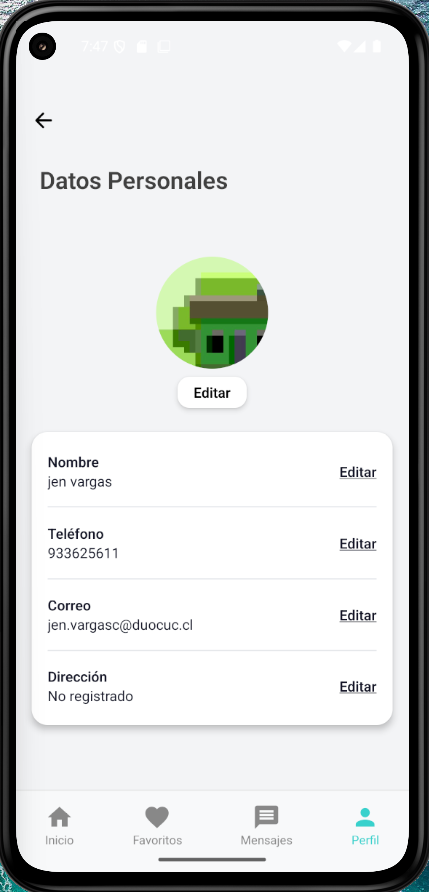 7:47
Datos Personales
Editar
Nombre
jen vargas
Editar
Teléfono
933625611
Editar
Correo
jen.vargasc@duocuc.cl
Editar
Dirección
No registrado
Editar
Inicio
Favoritos
Mensajes
Perfil